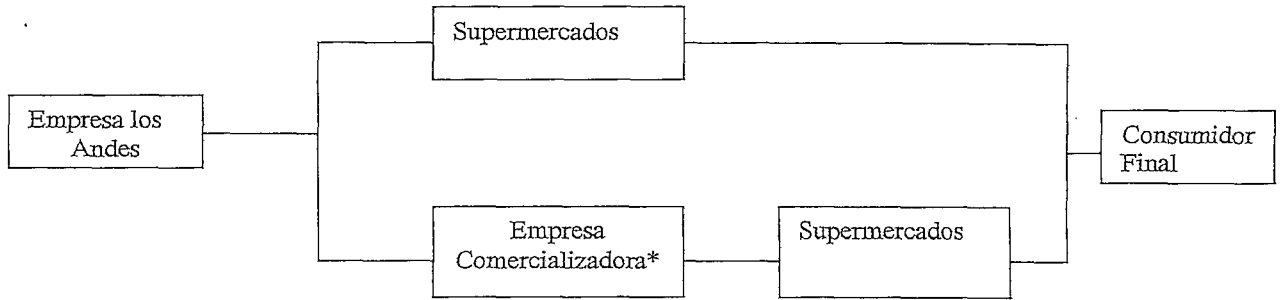 Supermercados
Empresa los
Andes
Consumidor
Final
Empresa
Comercializadora*
Supermercados